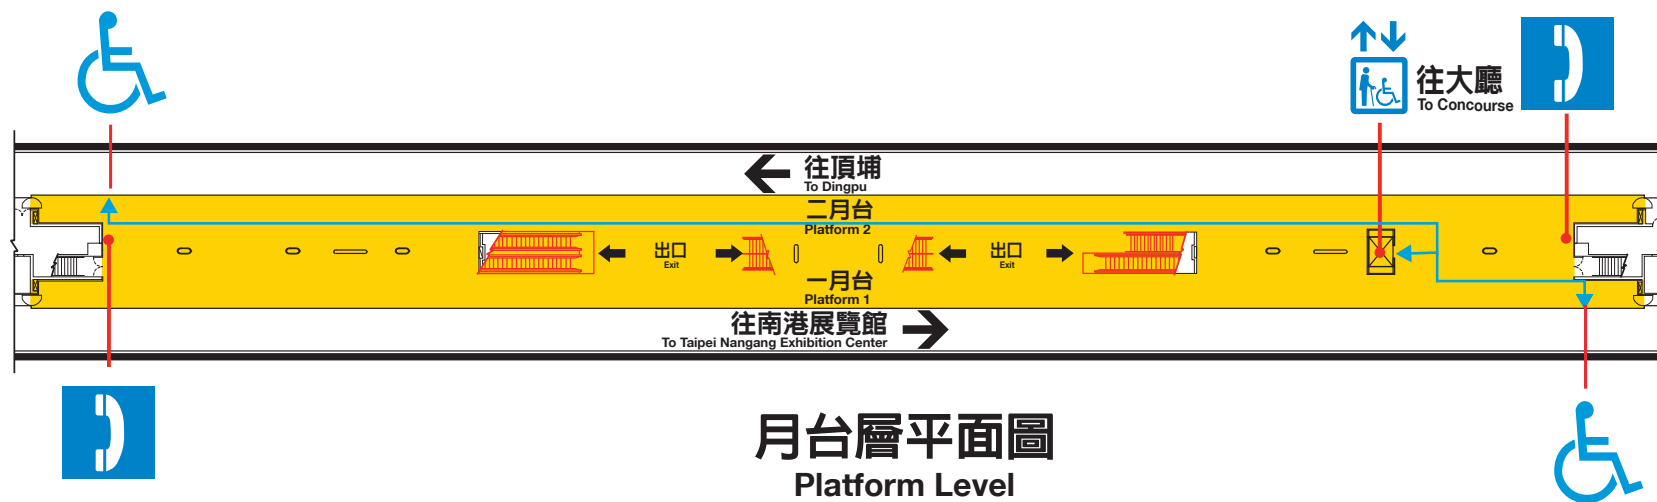 往大廳
To Concourse
往頂埔
To Dingpu
二月台
Platform 2
出口
Exit
出口
Exit
一月台
Platform 1
往南港展覽館
To Taipei Nangang Exhibition Center
月台層平面圖
Platform Level